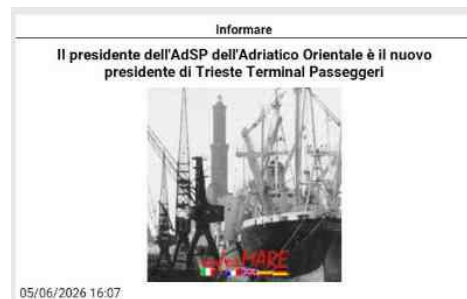 Informare
Il presidente dell'AdSP dell'Adriatico Orientale è il nuovo
presidente di Trieste Terminal Passeggeri
MARE
05/06/2026 16:07